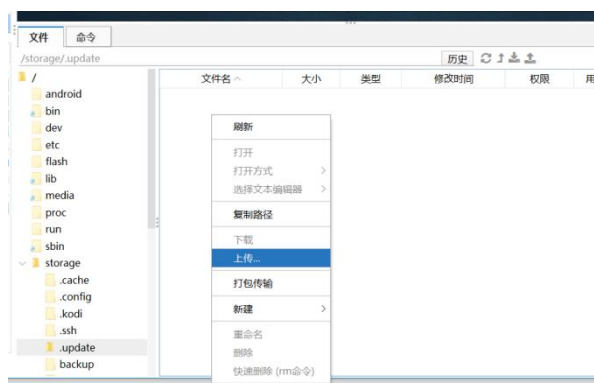 文件 命令
/storage/.update 历史
/
android
bin
dev
etc
flash
lib
media
proc
run
sbin
storage
.cache
.config
.kodi
.ssh
.update
backup
文件名 大小 类型 修改时间 权限 用
刷新
打开
打开方式
选择文本编辑器
复制路径
下载
上传...
打包传输
新建
重命名
删除
快速删除 (rm命令)